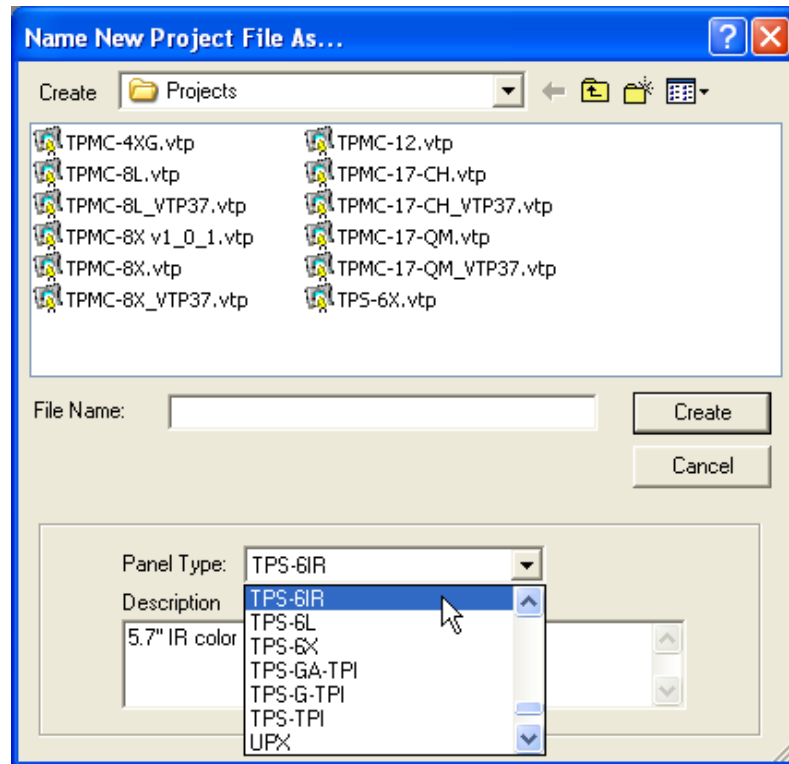 Name New Project File As...
Create Projects
TPMC-4XG.vtp TPMC-12.vtp
TPMC-8L.vtp TPMC-17-CH.vtp
TPMC-8L_VTP37.vtp TPMC-17-CH_VTP37.vtp
TPMC-8X v1_0_1.vtp TPMC-17-QM.vtp
TPMC-8X.vtp TPMC-17-QM_VTP37.vtp
TPMC-8X_VTP37.vtp TPS-6X.vtp
File Name: Create
Cancel
Panel Type: TPS-6IR
Description TPS-6IR
5.7" IR color TPS-6L
TPS-6X
TPS-GA-TPI
TPS-G-TPI
TPS-TPI
UPX